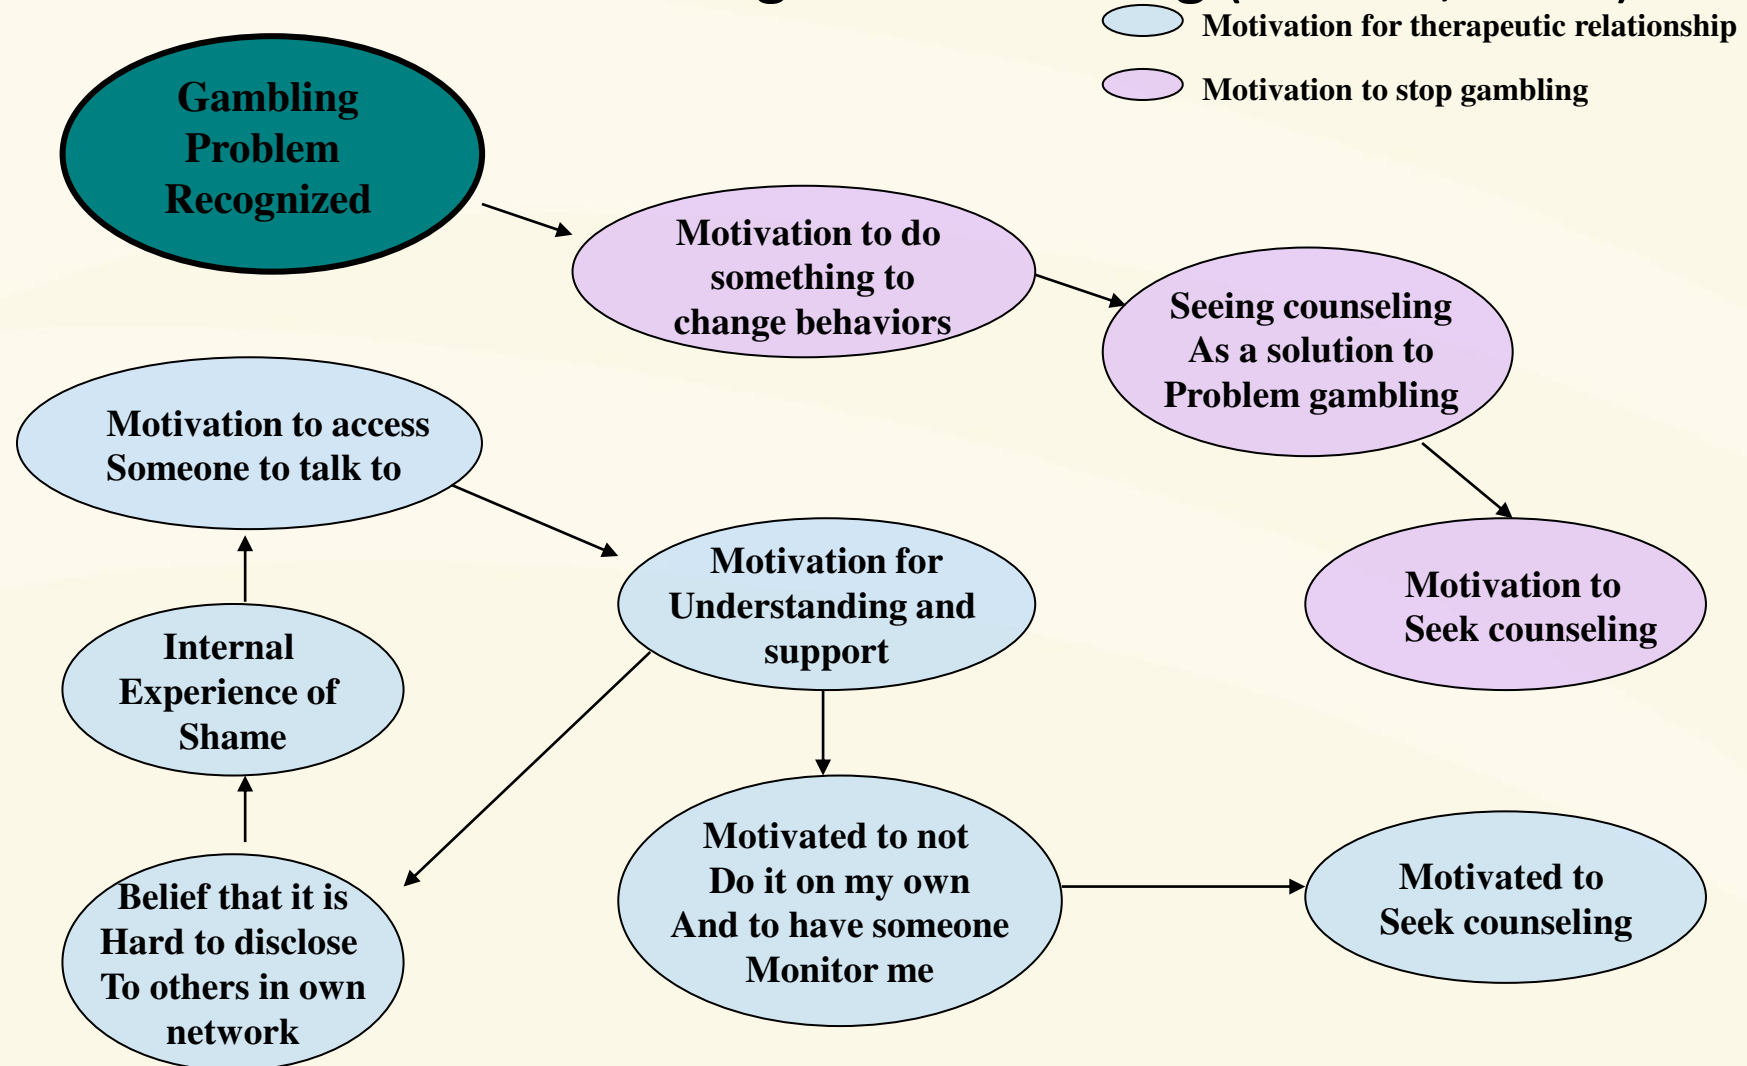 Motivation for therapeutic relationship
Motivation to stop gambling
Gambling
Problem
Recognized
Motivation to do
something to
change behaviors
Seeing counseling
As a solution to
Problem gambling
Motivation to access
Someone to talk to
Motivation for
Understanding and
support
Motivation to
Seek counseling
Internal
Experience of
Shame
Motivated to not
Do it on my own
And to have someone
Monitor me
Motivated to
Seek counseling
Belief that it is
Hard to disclose
To others in own
network